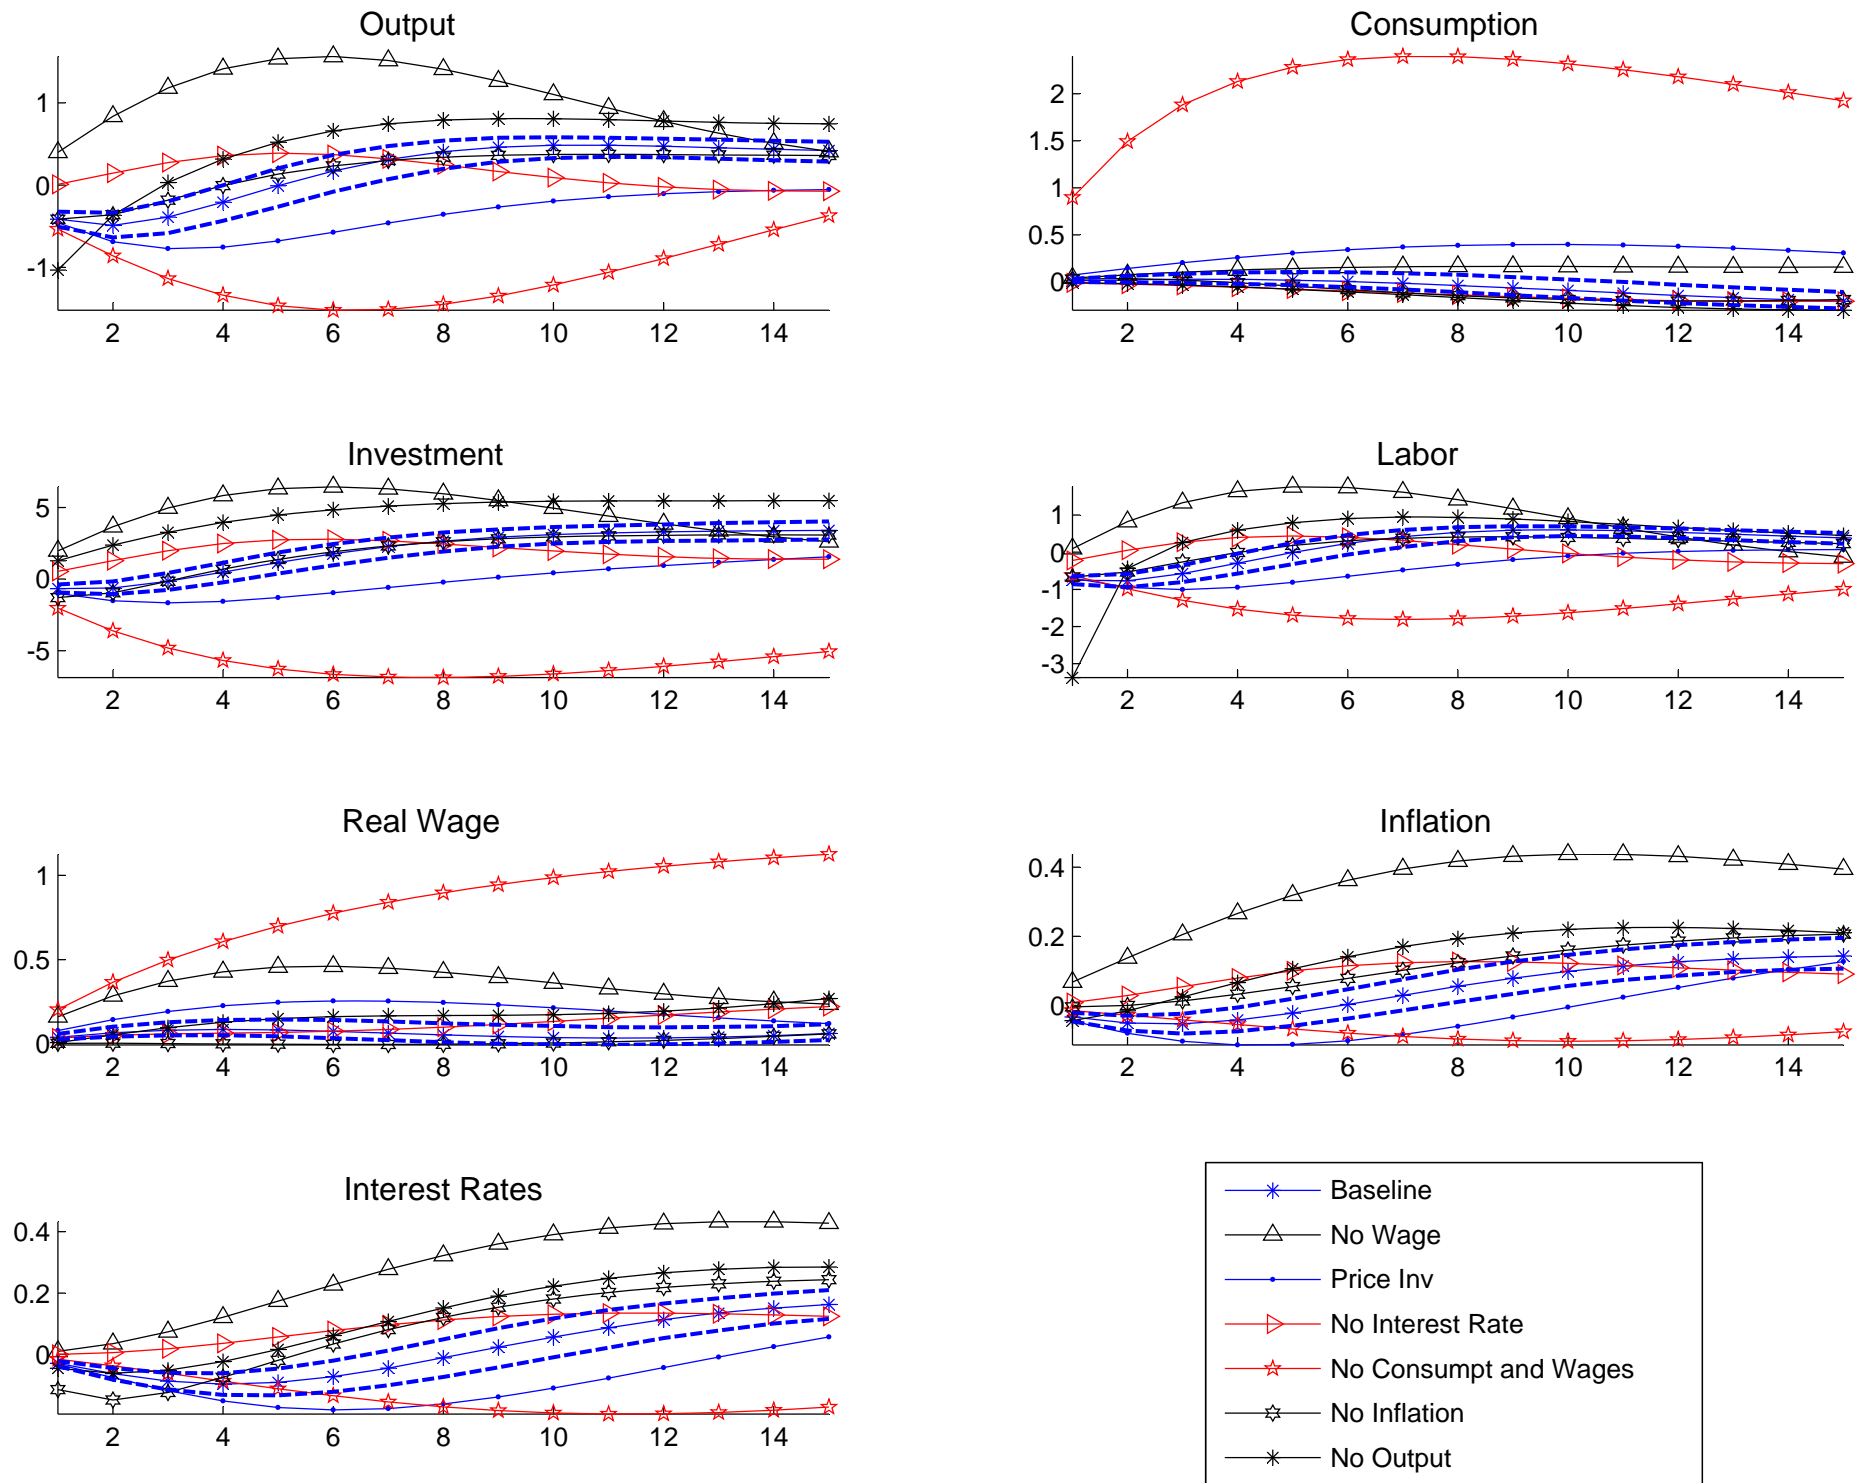 Output
1
0
-1
2 4 6 8 10 12 14
Consumption
2
1.5
1
0.5
0
2 4 6 8 10 12 14
Investment
5
0
-5
2 4 6 8 10 12 14
Labor
1
0
-1
-2
-3
2 4 6 8 10 12 14
Real Wage
1
0.5
0
2 4 6 8 10 12 14
Inflation
0.4
0.2
0
2 4 6 8 10 12 14
Interest Rates
0.4
0.2
0
2 4 6 8 10 12 14
Baseline
No Wage
Price Inv
No Interest Rate
No Consumpt and Wages
No Inflation
No Output